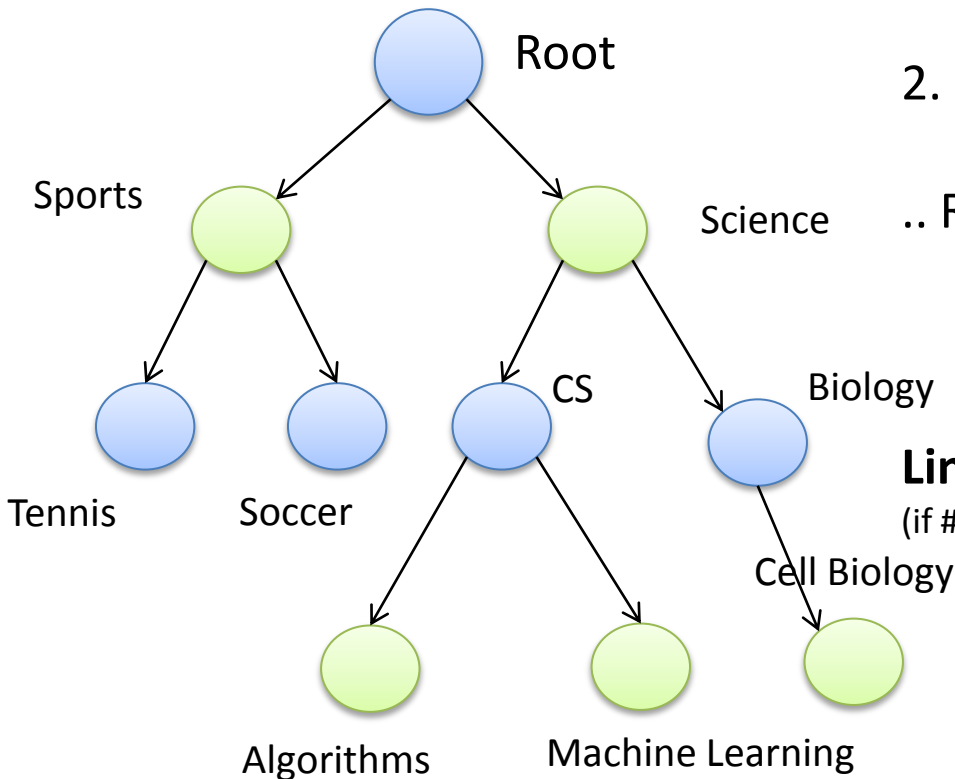 Root
2.
Sports
Science
.. R
CS
Biology
Lin
(if #
Tennis
Soccer
Cell Biology
Algorithms
Machine Learning